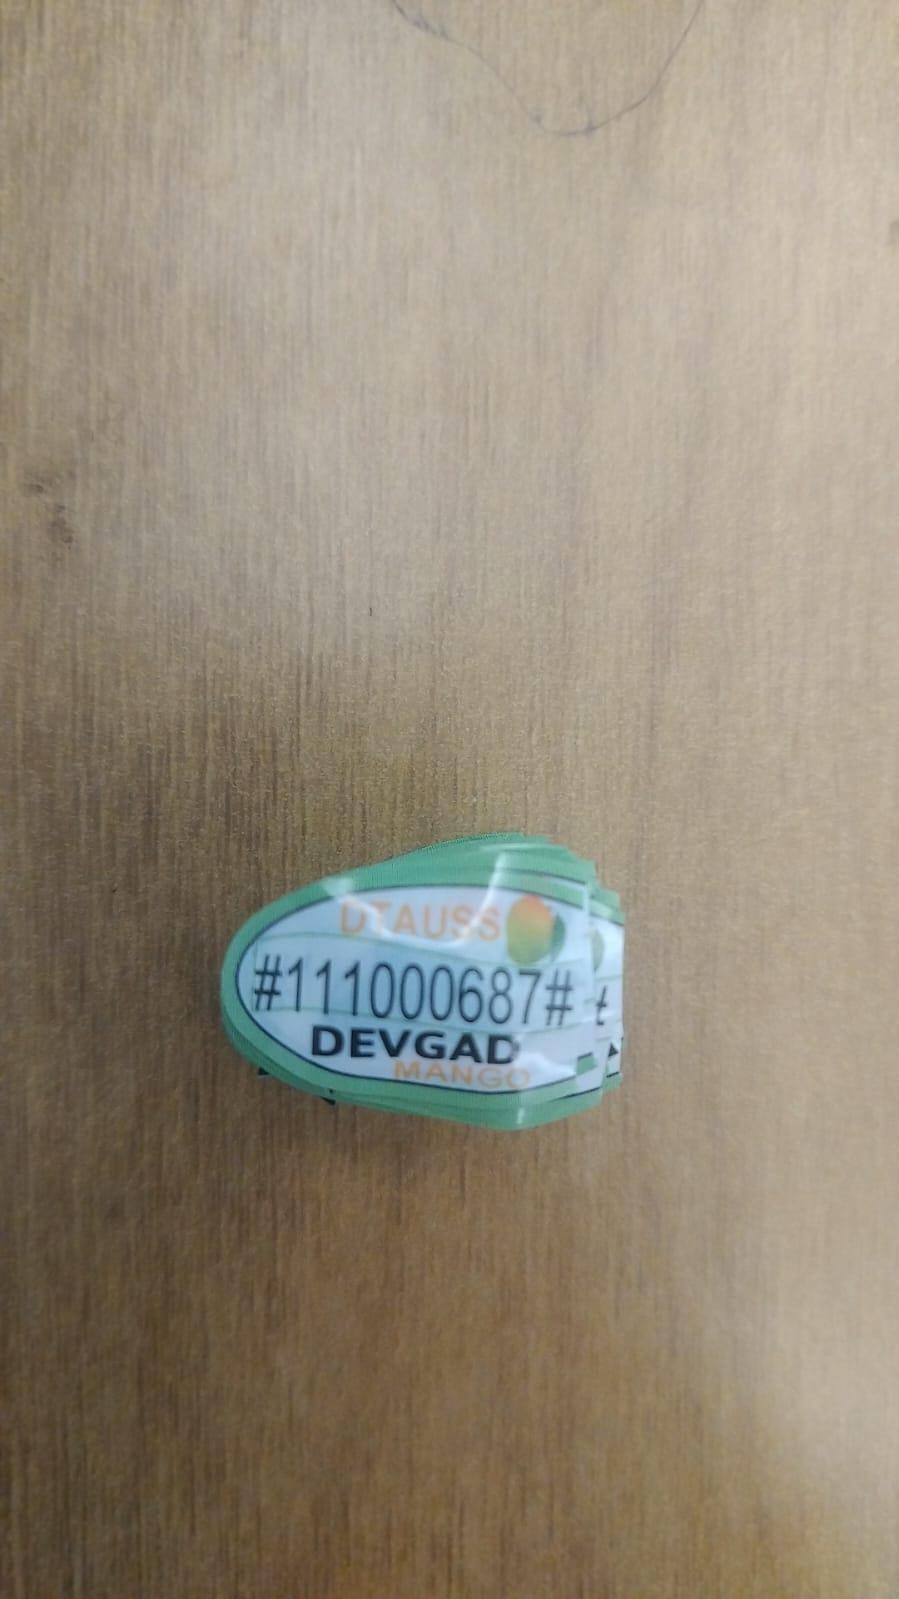 DTAUSS
#111000687#
DEVGAD
MANGO
t